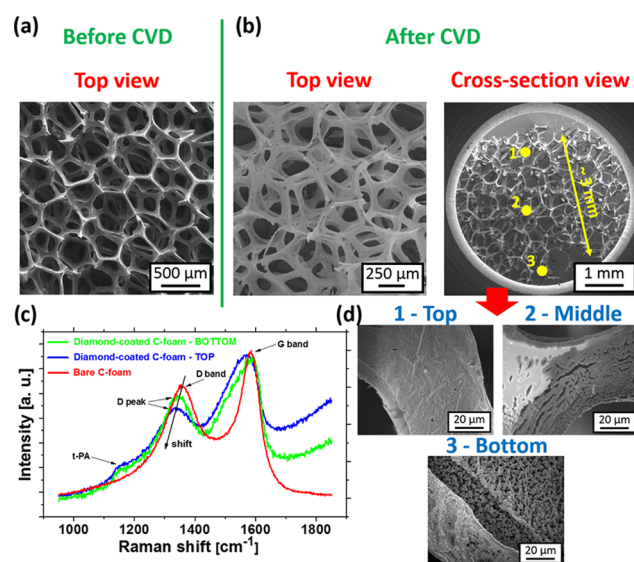 (a)
Before CVD
Top view
500 μm
(b)
After CVD
Top view
250 μm
Cross-section view
1
2
3
~3 mm
1 mm
(c)
Intensity [a. u.]
Diamond-coated C-foam - BOTTOM
Diamond-coated C-foam - TOP
Bare C-foam
G band
D band
D peak
shift
t-PA
1000 1200 1400 1600 1800
Raman shift [cm⁻¹]
(d)
1 - Top
20 μm
2 - Middle
20 μm
3 - Bottom
20 μm